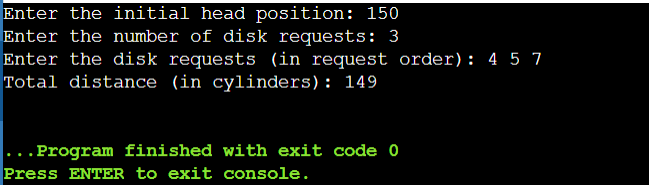 Enter the initial head position: 150
Enter the number of disk requests: 3
Enter the disk requests (in request order): 4 5 7
Total distance (in cylinders): 149
...Program finished with exit code 0
Press ENTER to exit console.